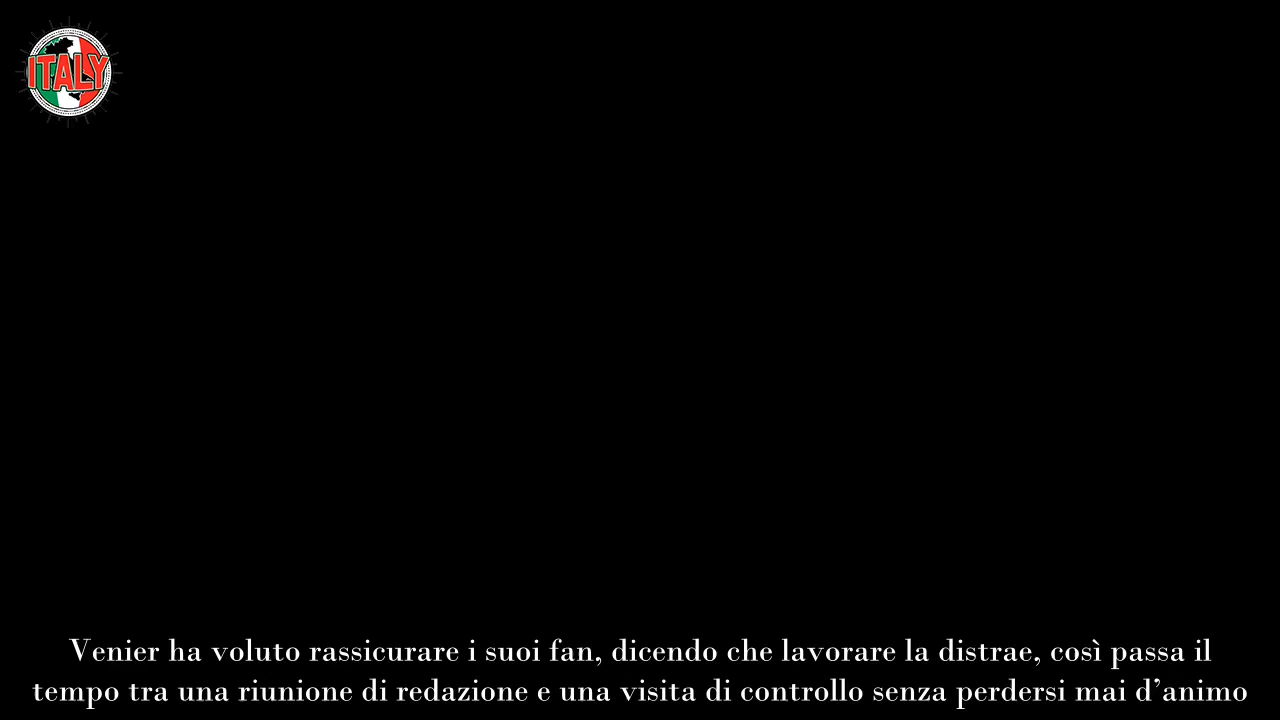 ITALY
Venier ha voluto rassicurare i suoi fan, dicendo che lavorare la distrae, così passa il
tempo tra una riunione di redazione e una visita di controllo senza perdersi mai d’animo